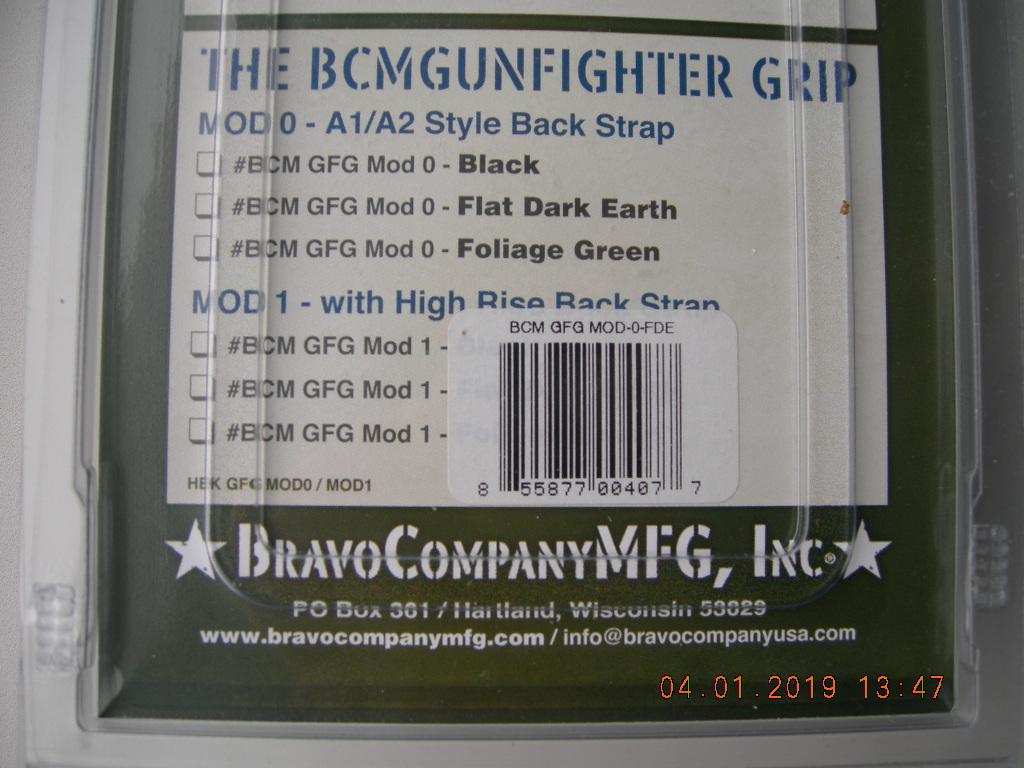 THE BCMGUNFIGHTER GRIP
MOD 0 - A1/A2 Style Back Strap
#BCM GFG Mod 0 - Black
#BCM GFG Mod 0 - Flat Dark Earth
#BCM GFG Mod 0 - Foliage Green
MOD 1 - with High Rise Back Strap
BCM GFG MOD-0-FDE
#BCM GFG Mod 1 -
#BCM GFG Mod 1 -
#BCM GFG Mod 1 -
HBK GFG MOD0 / MOD1
8 55877 00407 7
BRAVOCOMPANYMFG, INC®
PO Box 361 / Hartland, Wisconsin 53029
www.bravocompanymfg.com / info@bravocompanyusa.com
04.01.2019 13:47